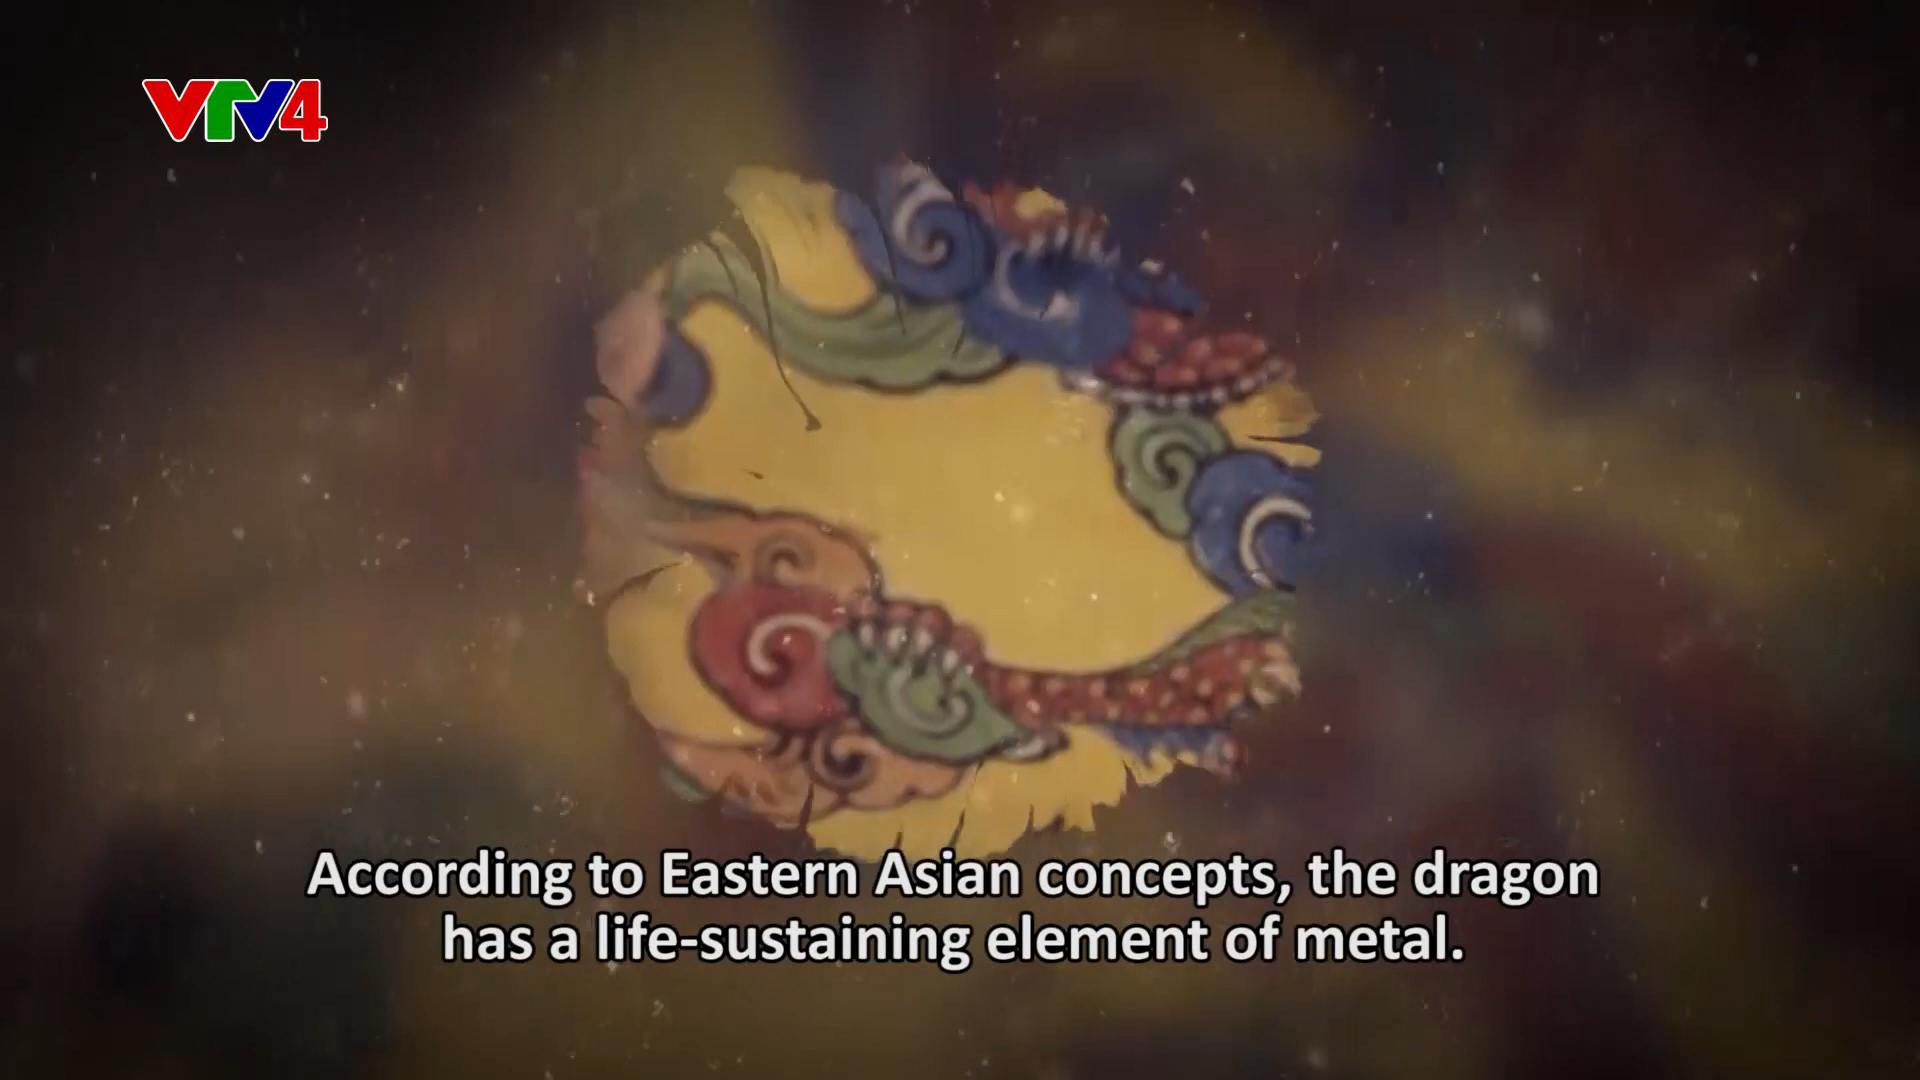 VTV4
According to Eastern Asian concepts, the dragon
has a life-sustaining element of metal.